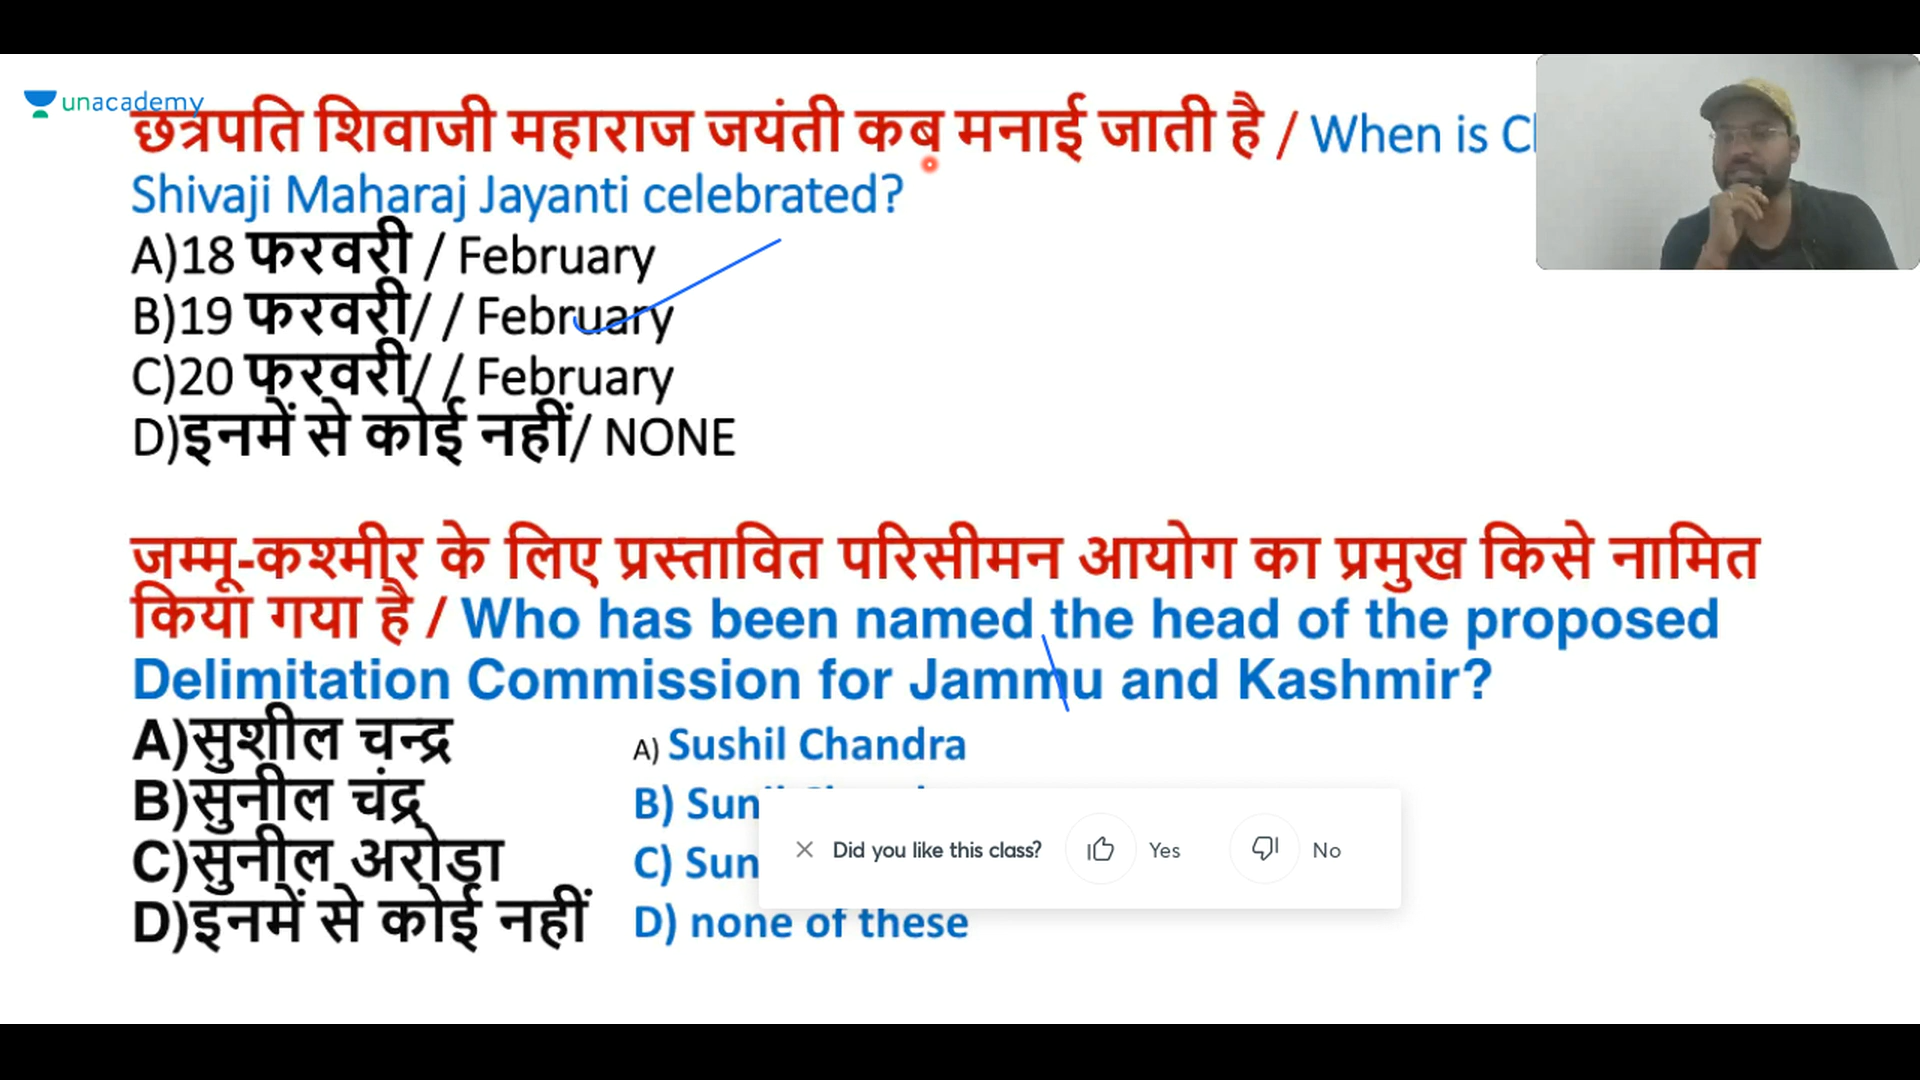 unacademy
छत्रपति शिवाजी महाराज जयंती कब मनाई जाती है / When is
Shivaji Maharaj Jayanti celebrated?
A)18 फरवरी / February
B)19 फरवरी/ / February
C)20 फरवरी/ / February
D)इनमें से कोई नहीं/ NONE
जम्मू-कश्मीर के लिए प्रस्तावित परिसीमन आयोग का प्रमुख किसे नामित
किया गया है / Who has been named the head of the proposed
Delimitation Commission for Jammu and Kashmir?
A)सुशील चन्द्र
B)सुनील चंद्र
C)सुनील अरोड़ा
D)इनमें से कोई नहीं
A) Sushil Chandra
B)
C)
D) none of these
Did you like this class? Yes No